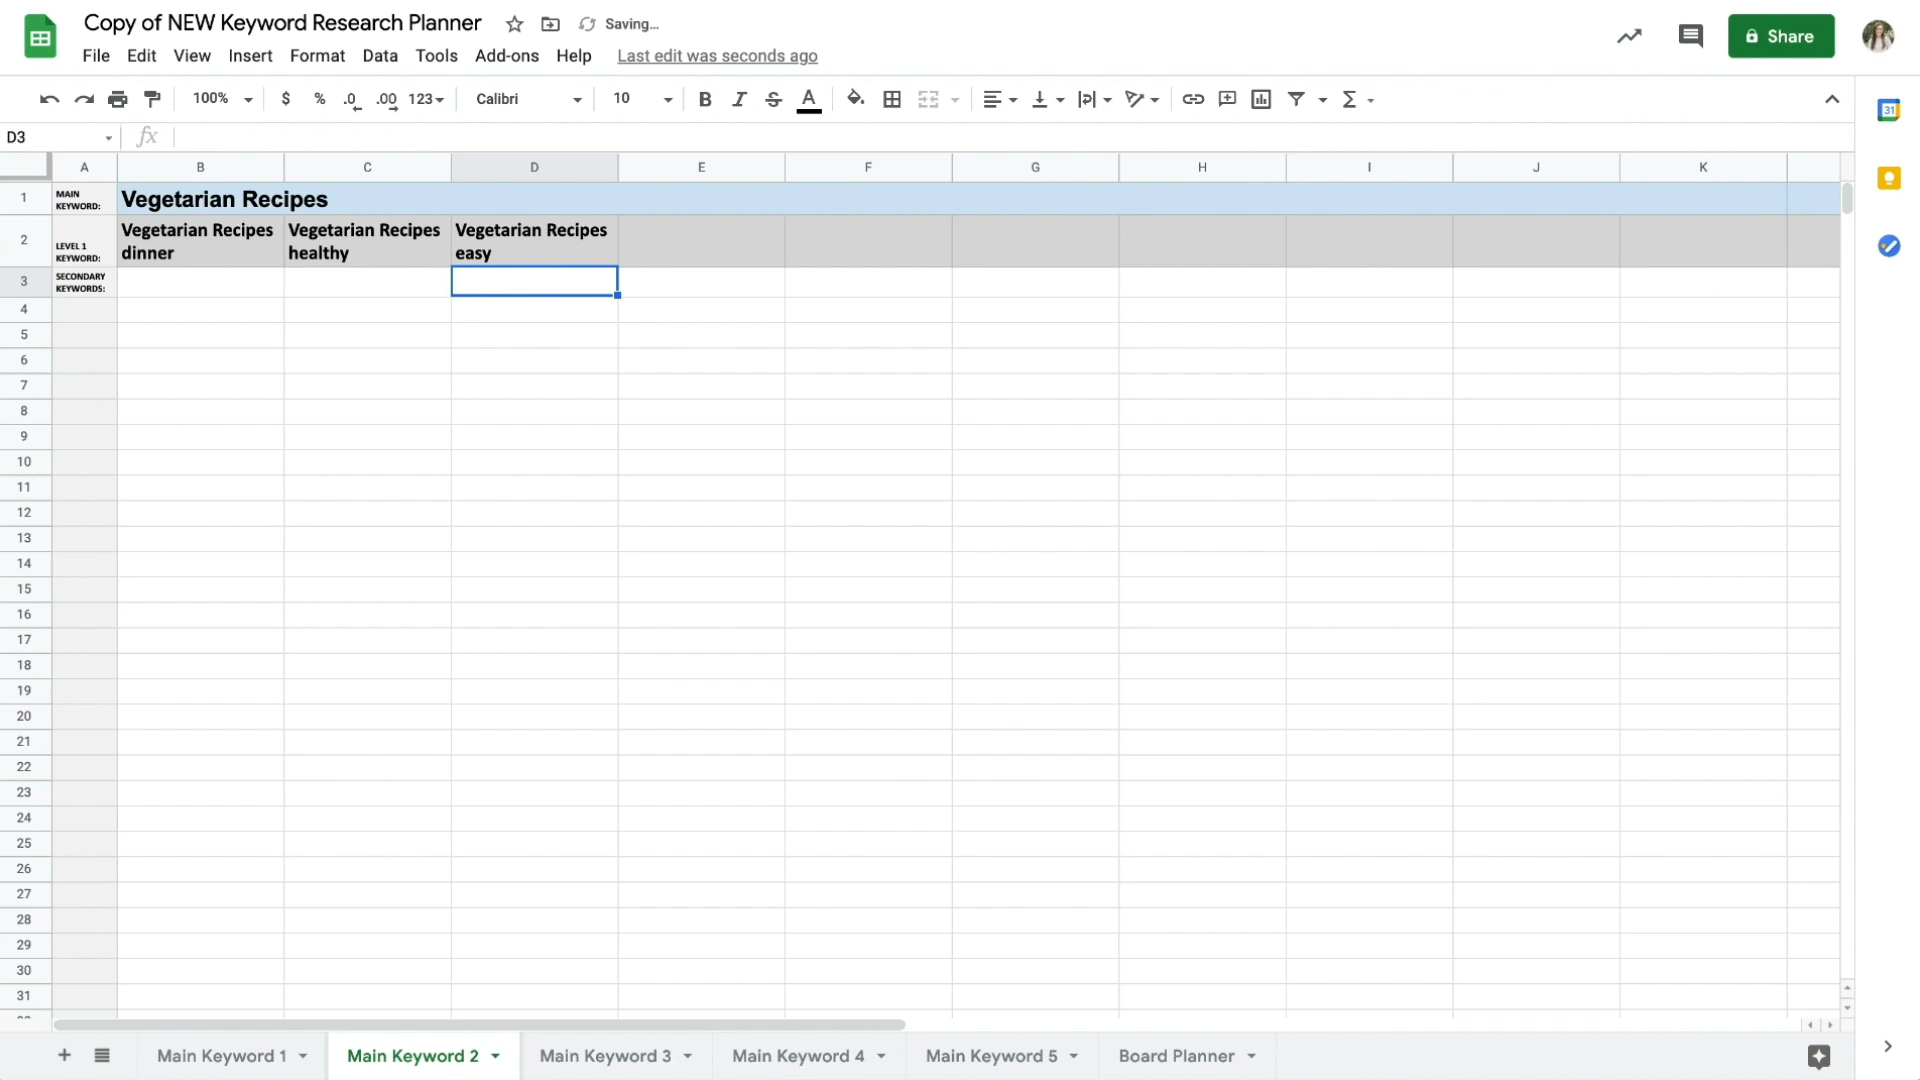 Copy of NEW Keyword Research Planner Saving...
File Edit View Insert Format Data Tools Add-ons Help Last edit was seconds ago
Share
100% $ % .0 .00 123 Calibri 10 B I S A Σ
31
D3 fx
A B C D E F G H I J K
1 MAIN KEYWORD: Vegetarian Recipes
2 LEVEL 1 KEYWORD: Vegetarian Recipes dinner Vegetarian Recipes healthy Vegetarian Recipes easy
3 SECONDARY KEYWORDS:
4
5
6
7
8
9
10
11
12
13
14
15
16
17
18
19
20
21
22
23
24
25
26
27
28
29
30
31
Main Keyword 1 Main Keyword 2 Main Keyword 3 Main Keyword 4 Main Keyword 5 Board Planner